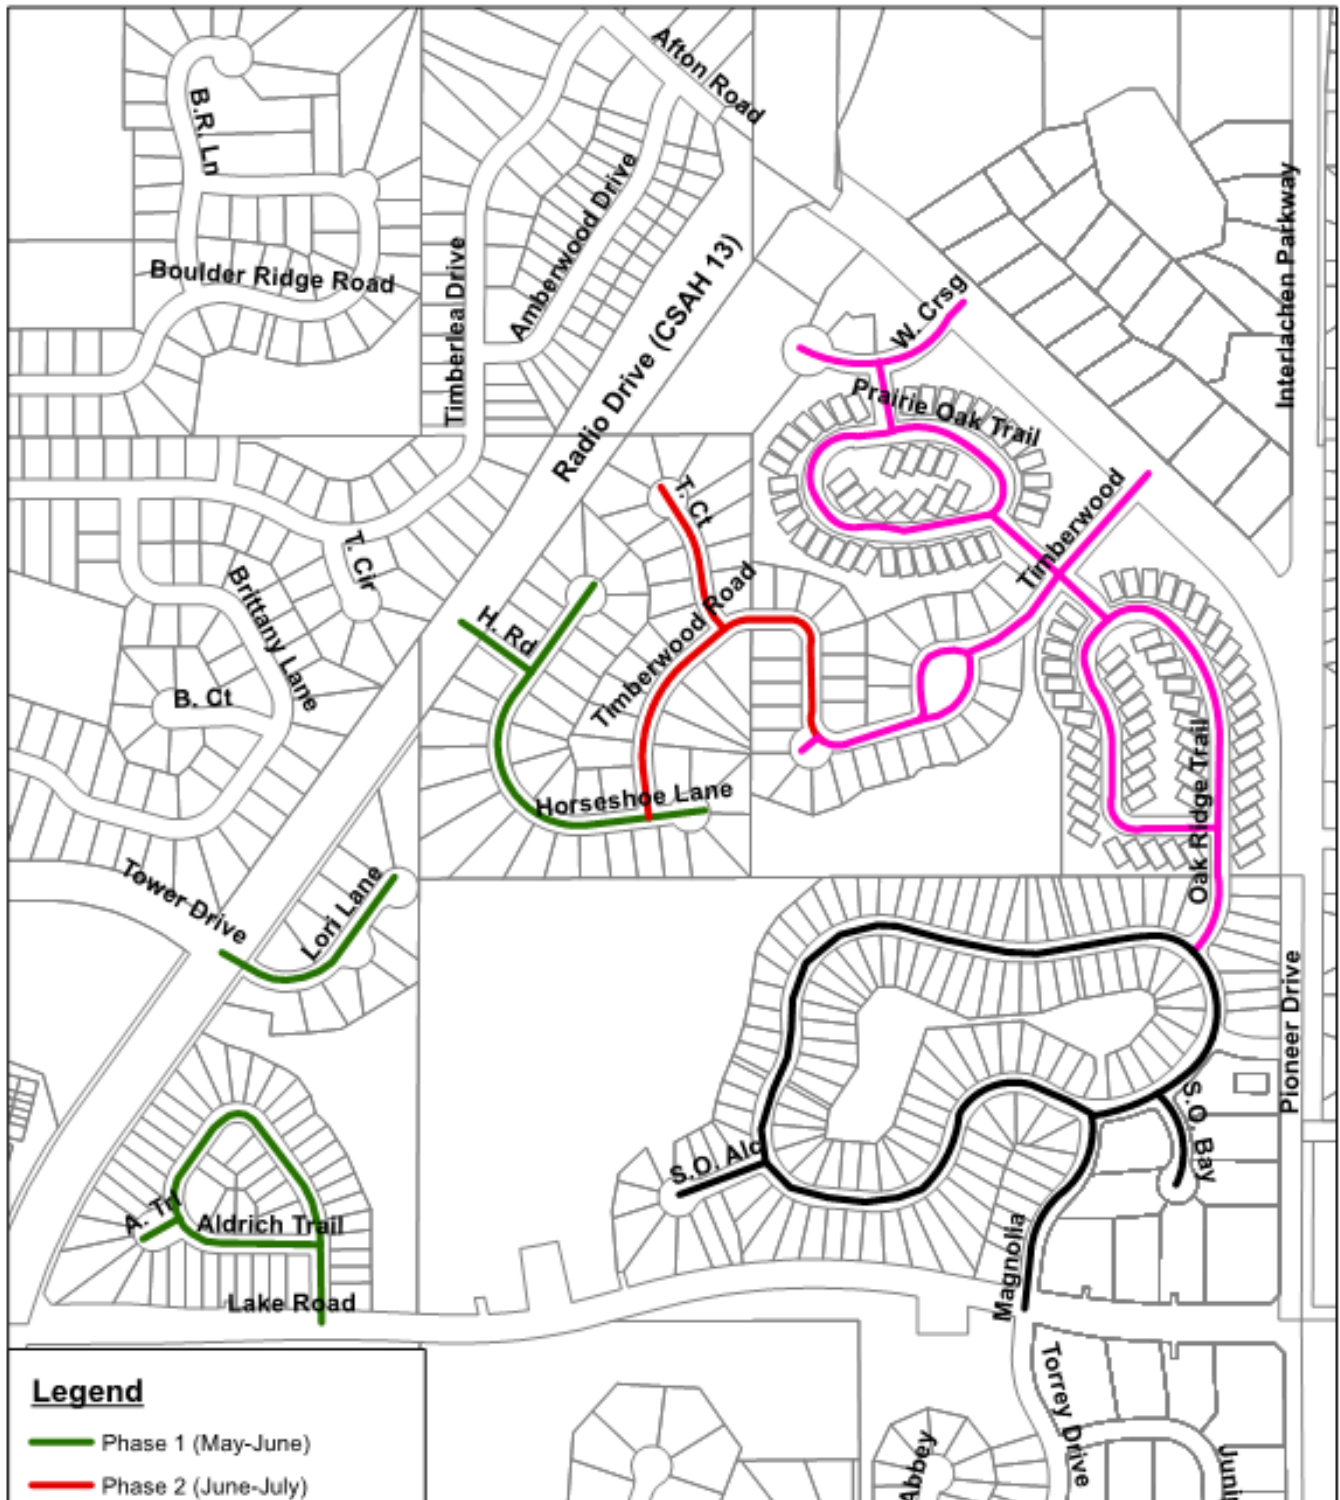 Afton Road
B.R. Ln
Amberwood Drive
Interlachen Parkway
Boulder Ridge Road
Timberleal Drive
Radio Drive (CSAH 13)
W. Crsg
Prairie Oak Trail
T. Ct
Timberwood
T. Cir
Brittany Lane
H. Rd
Timberwood Road
B. Ct
Horseshoe Lane
Oak Ridge Trail
Tower Drive
Lori Lane
Pioneer Drive
S.O. Bay
S.O. Alc
A. Trl
Aldrich Trail
Magnolia
Lake Road
Torrey Drive
Abbey
Legend
Phase 1 (May-June)
Phase 2 (June-July)